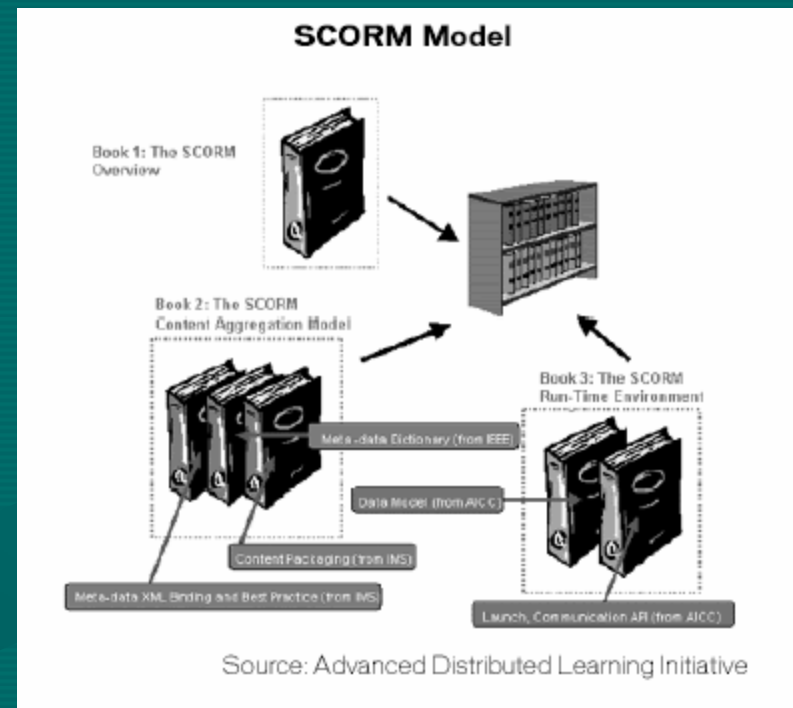 SCORM Model
Book 1: The SCORM
Overview
Book 2: The SCORM
Content Aggregation Model
Book 3: The SCORM
Run-Time Environment
Meta-data Dictionary (from IEEE)
Data Model (from AICC)
Content Packaging (from IMS)
Meta-data XML Binding and Best Practice (from IMS)
Launch, Communication API (from AICC)
Source: Advanced Distributed Learning Initiative